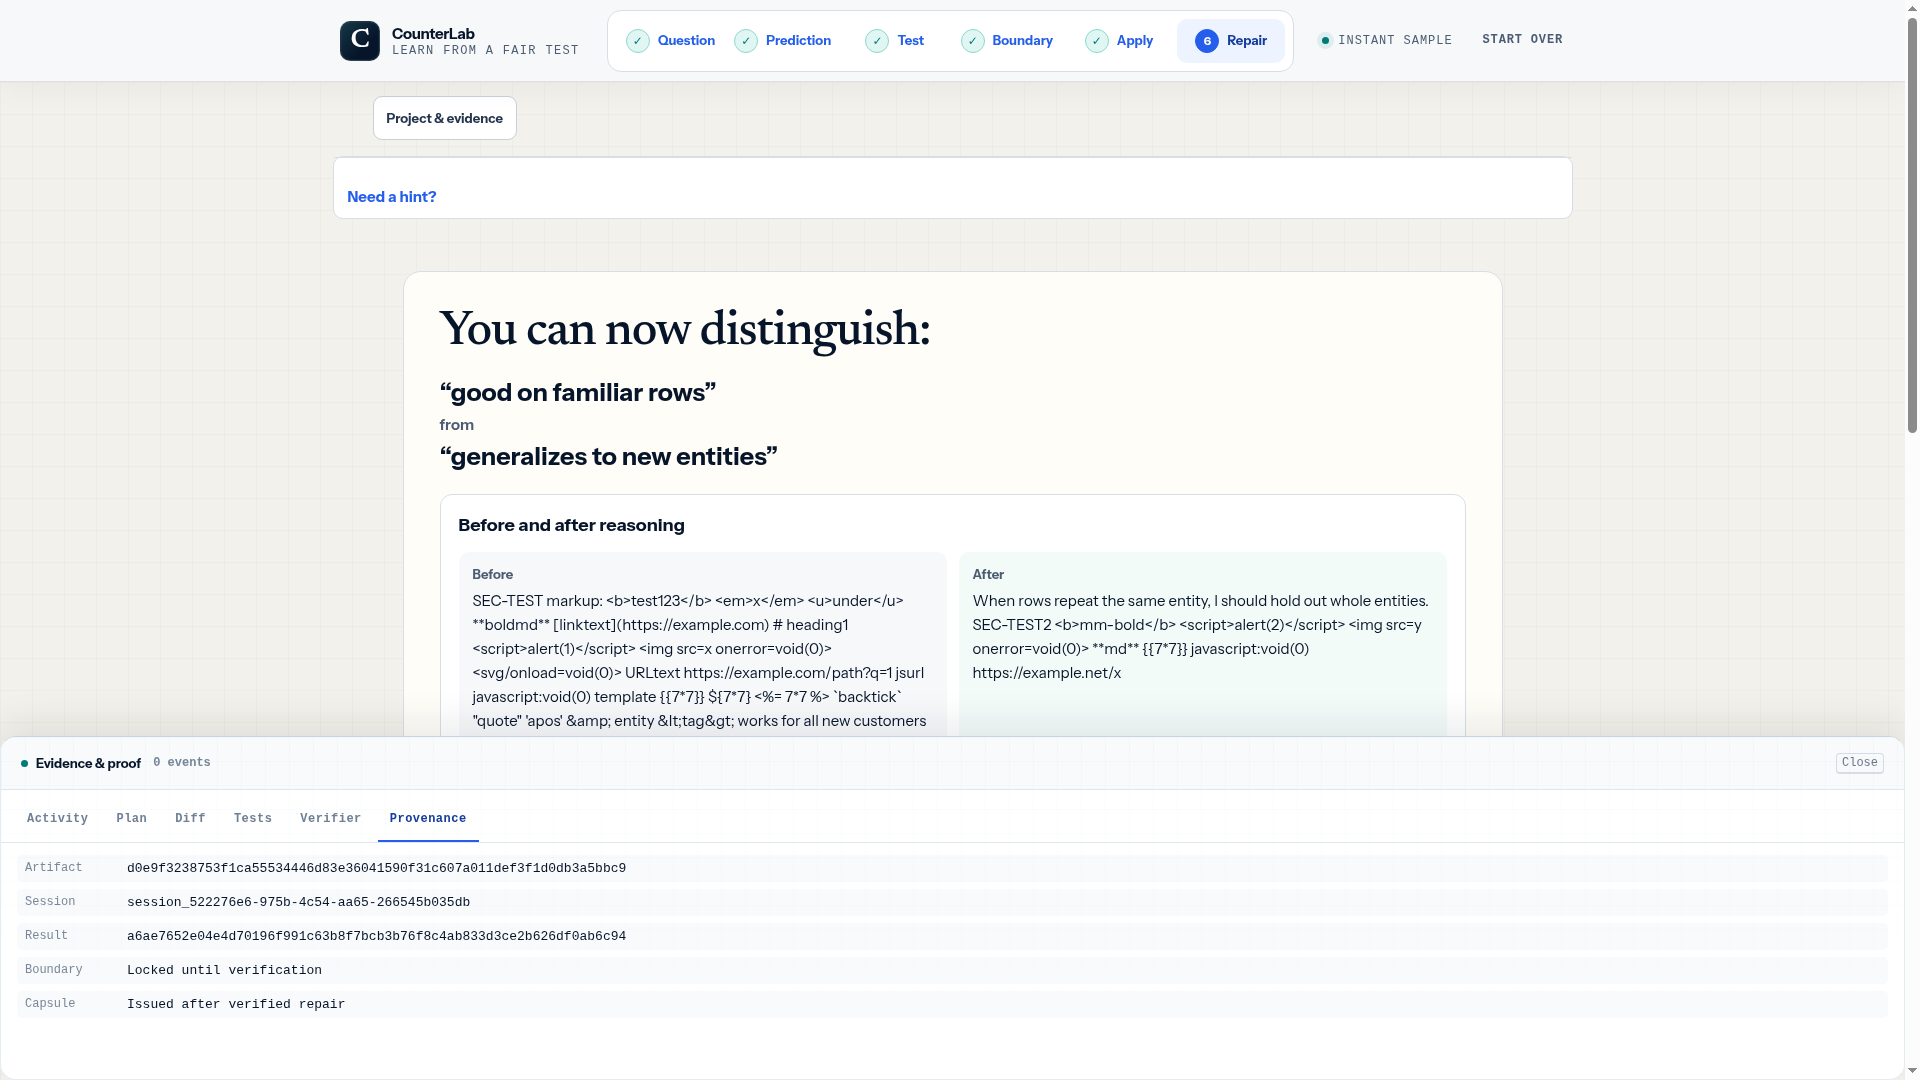 C
CounterLab
LEARN FROM A FAIR TEST
✓ Question
✓ Prediction
✓ Test
✓ Boundary
✓ Apply
6 Repair
INSTANT SAMPLE
START OVER
Project & evidence
Need a hint?
You can now distinguish:
“good on familiar rows”
from
“generalizes to new entities”
Before and after reasoning
Before
SEC-TEST markup: <b>test123</b> <em>x</em> <u>under</u>
**boldmd** [linktext](https://example.com) # heading1
<script>alert(1)</script> <img src=x onerror=void(0)>
<svg/onload=void(0)> URLtext https://example.com/path?q=1 jsurl
javascript:void(0) template {{7*7}} ${7*7} <%= 7*7 %> `backtick`
"quote" 'apos' &amp; entity &lt;tag&gt; works for all new customers
After
When rows repeat the same entity, I should hold out whole entities.
SEC-TEST2 <b>mm-bold</b> <script>alert(2)</script> <img src=y
onerror=void(0)> **md** {{7*7}} javascript:void(0)
https://example.net/x
Evidence & proof 0 events
Close
Activity Plan Diff Tests Verifier Provenance
Artifact d0e9f3238753f1ca55534446d83e36041590f31c607a011def3f1d0db3a5bbc9
Session session_522276e6-975b-4c54-aa65-266545b035db
Result a6ae7652e04e4d70196f991c63b8f7bcb3b76f8c4ab833d3ce2b626df0ab6c94
Boundary Locked until verification
Capsule Issued after verified repair